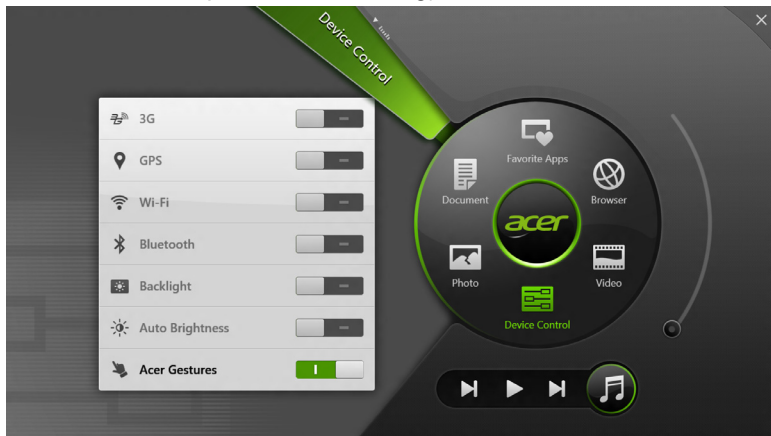 Device Control
3G
GPS
Wi-Fi
Bluetooth
Backlight
Auto Brightness
Acer Gestures
Favorite Apps
Document
Browser
acer
Photo
Video
Device Control